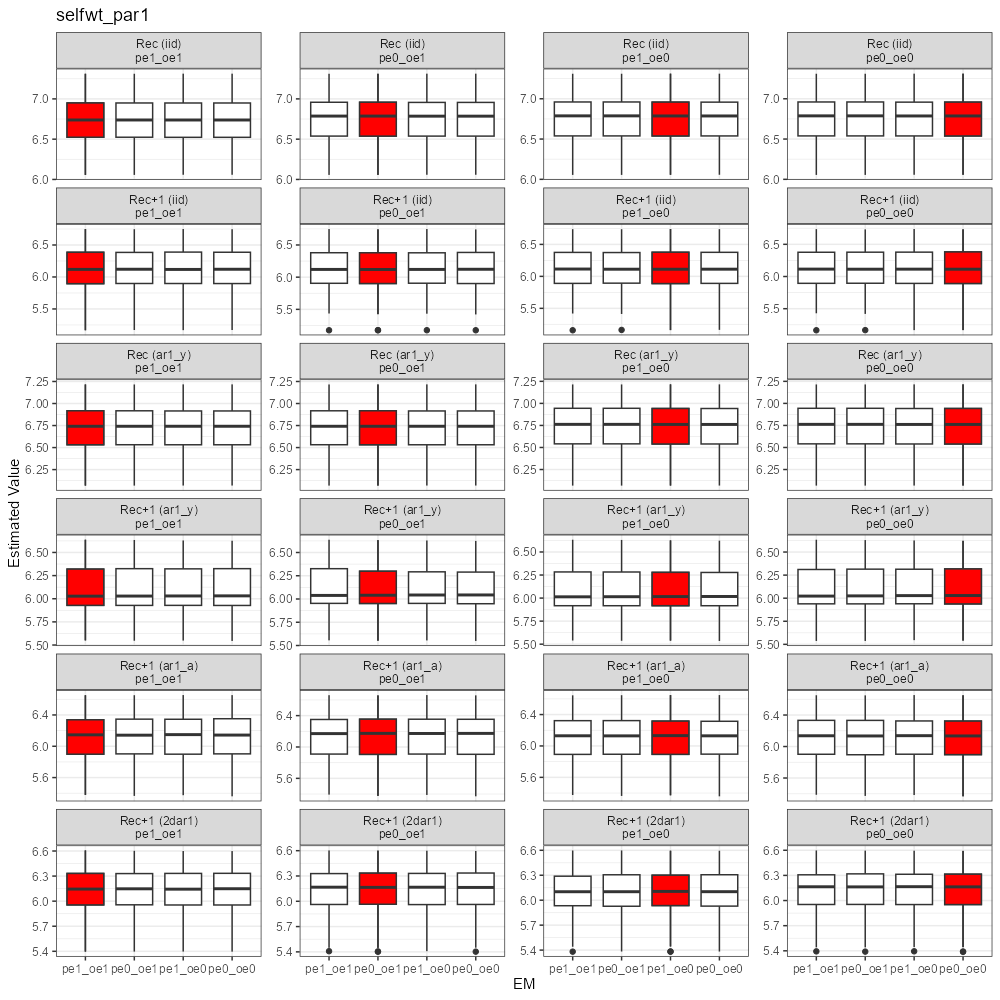 selfwt_par1
Rec (iid)
pe1_oe1
Rec (iid)
pe0_oe1
Rec (iid)
pe1_oe0
Rec (iid)
pe0_oe0
7.0
6.5
6.0
7.0
6.5
6.0
7.0
6.5
6.0
7.0
6.5
6.0
Rec+1 (iid)
pe1_oe1
Rec+1 (iid)
pe0_oe1
Rec+1 (iid)
pe1_oe0
Rec+1 (iid)
pe0_oe0
6.5
6.0
5.5
6.5
6.0
5.5
6.5
6.0
5.5
6.5
6.0
5.5
Rec (ar1_y)
pe1_oe1
Rec (ar1_y)
pe0_oe1
Rec (ar1_y)
pe1_oe0
Rec (ar1_y)
pe0_oe0
7.25
7.00
6.75
6.50
6.25
7.25
7.00
6.75
6.50
6.25
7.25
7.00
6.75
6.50
6.25
7.25
7.00
6.75
6.50
6.25
Estimated Value
Rec+1 (ar1_y)
pe1_oe1
Rec+1 (ar1_y)
pe0_oe1
Rec+1 (ar1_y)
pe1_oe0
Rec+1 (ar1_y)
pe0_oe0
6.50
6.25
6.00
5.75
5.50
6.50
6.25
6.00
5.75
5.50
6.50
6.25
6.00
5.75
5.50
6.50
6.25
6.00
5.75
5.50
Rec+1 (ar1_a)
pe1_oe1
Rec+1 (ar1_a)
pe0_oe1
Rec+1 (ar1_a)
pe1_oe0
Rec+1 (ar1_a)
pe0_oe0
6.4
6.0
5.6
6.4
6.0
5.6
6.4
6.0
5.6
6.4
6.0
5.6
Rec+1 (2dar1)
pe1_oe1
Rec+1 (2dar1)
pe0_oe1
Rec+1 (2dar1)
pe1_oe0
Rec+1 (2dar1)
pe0_oe0
6.6
6.3
6.0
5.7
5.4
6.6
6.3
6.0
5.7
5.4
6.6
6.3
6.0
5.7
5.4
6.6
6.3
6.0
5.7
5.4
pe1_oe1 pe0_oe1 pe1_oe0 pe0_oe0
pe1_oe1 pe0_oe1 pe1_oe0 pe0_oe0
pe1_oe1 pe0_oe1 pe1_oe0 pe0_oe0
pe1_oe1 pe0_oe1 pe1_oe0 pe0_oe0
EM